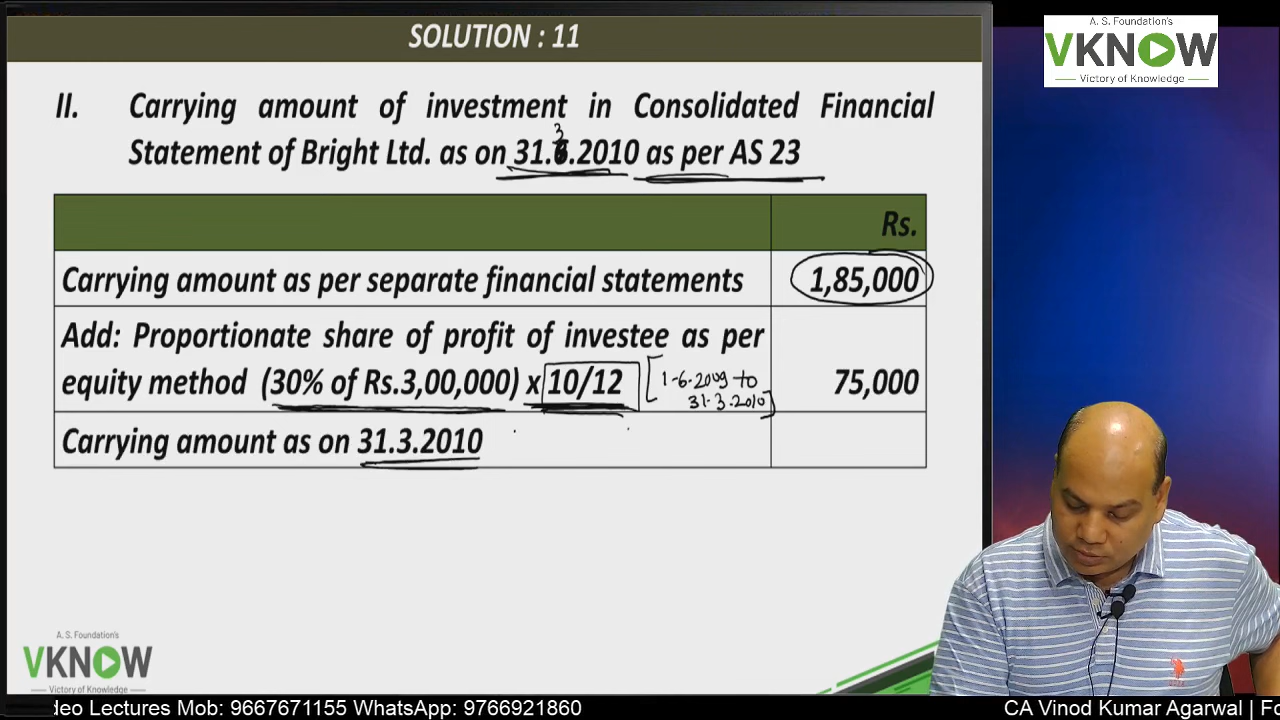 SOLUTION : 11
A. S. Foundation's
VKNOW
Victory of Knowledge
II. Carrying amount of investment in Consolidated Financial
3
Statement of Bright Ltd. as on 31.3.2010 as per AS 23
Rs.
Carrying amount as per separate financial statements 1,85,000
Add: Proportionate share of profit of investee as per
equity method (30% of Rs.3,00,000) x 10/12 [1-6-2009 to 75,000
31.3.2010]
Carrying amount as on 31.3.2010
A. S. Foundation's
VKNOW
Victory of Knowledge
deo Lectures Mob: 9667671155 WhatsApp: 9766921860 CA Vinod Kumar Agarwal | Fo